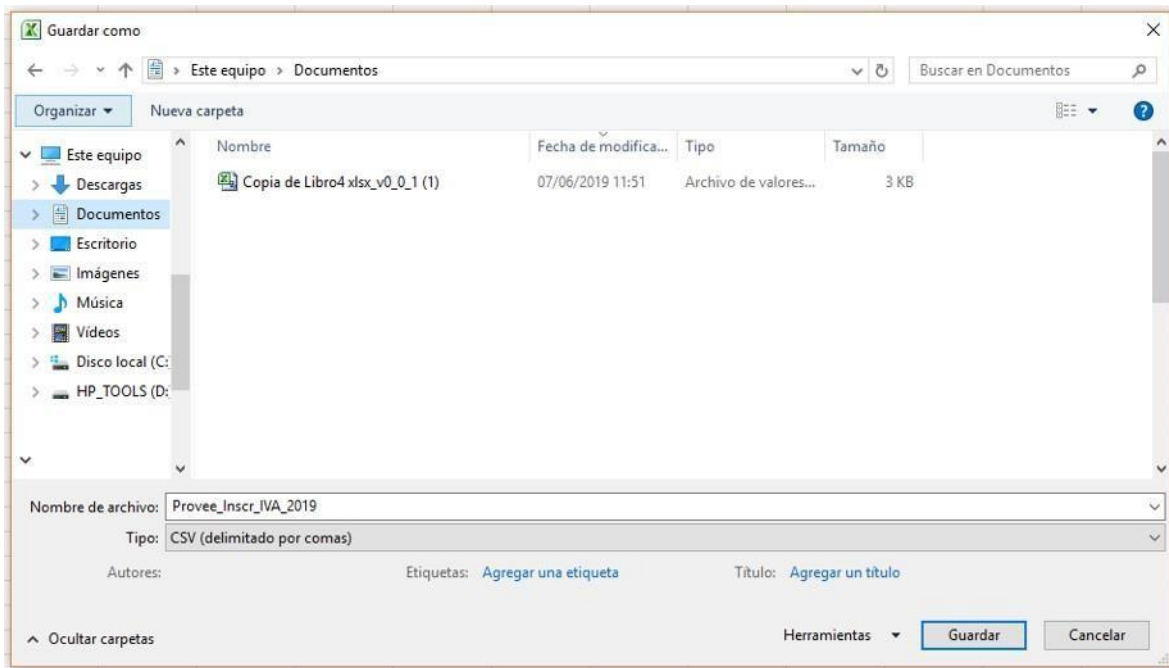 Guardar como
Este equipo > Documentos
Buscar en Documentos
Organizar
Nueva carpeta
Nombre Fecha de modifica... Tipo Tamaño
Copia de Libro4 xlsx_v0_0_1 (1) 07/06/2019 11:51 Archivo de valores... 3 KB
Este equipo
Descargas
Documentos
Escritorio
Imágenes
Música
Vídeos
Disco local (C:
HP_TOOLS (D:
Nombre de archivo: Provee_Inscr_IVA_2019
Tipo: CSV (delimitado por comas)
Autores: Etiquetas: Agregar una etiqueta Título: Agregar un título
Ocultar carpetas Herramientas Guardar Cancelar